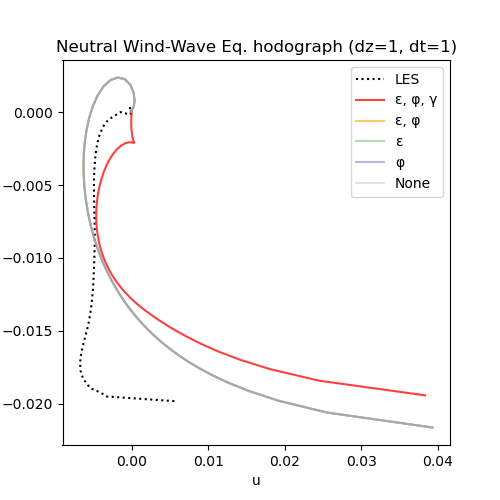 Neutral Wind-Wave Eq. hodograph (dz=1, dt=1)
LES
ε, φ, γ
ε, φ
ε
φ
None
0.000
−0.005
−0.010
−0.015
−0.020
0.00
0.01
0.02
0.03
0.04
u